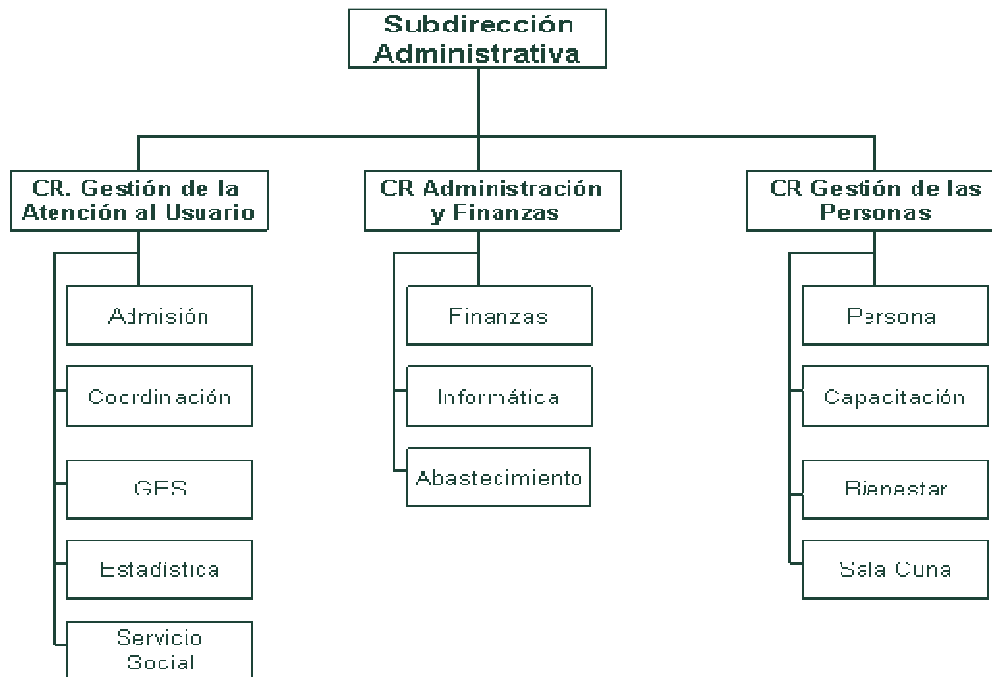 Subdirección
Administrativa
CR. Gestión de la
Atención al Usuario
Admisión
Coordinación
GES
Estadística
Servicio
Social
CR Administración
y Finanzas
Finanzas
Informática
Abastecimiento
CR Gestión de las
Personas
Persona
Capacitación
Bienestar
Sala Cuna